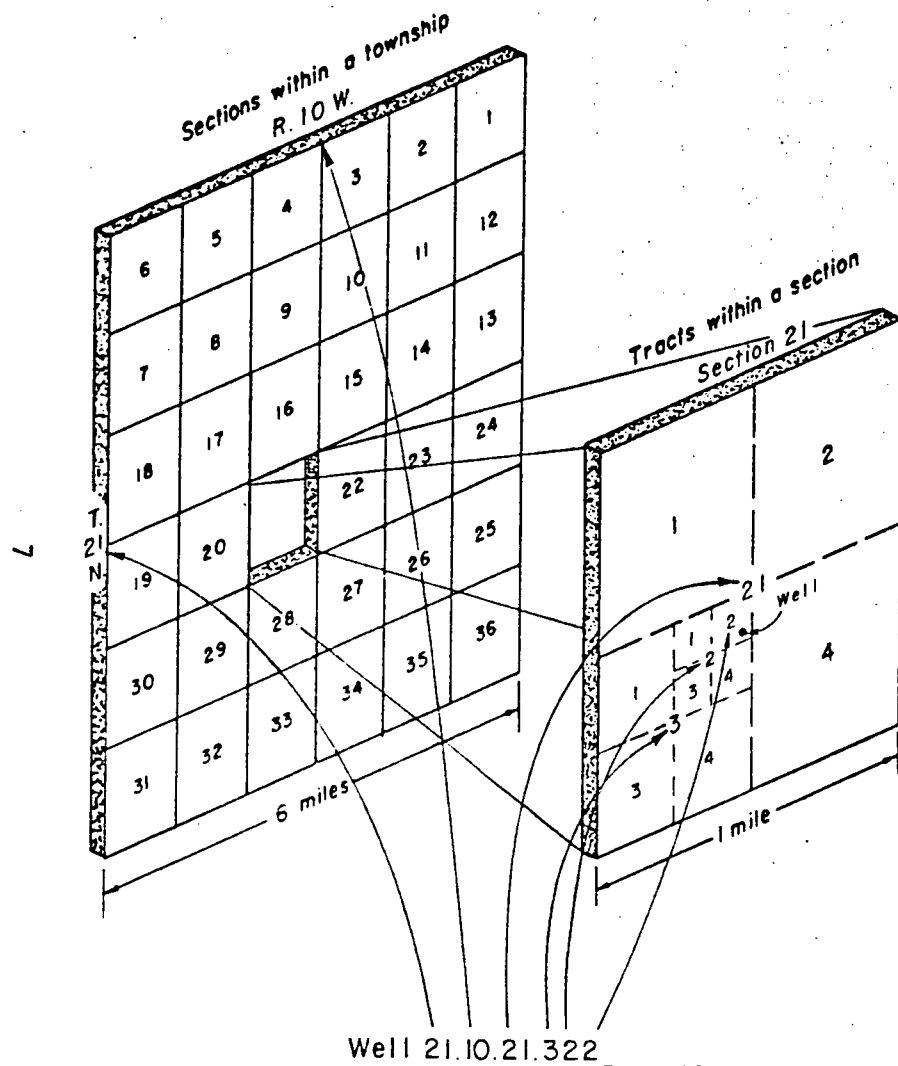 Sections within a township
R. 10 W.
6 5 4 3 2 1
7 8 9 10 11 12
18 17 16 15 14 13
T.
21
N
19 20 22 23 24
30 29 28 27 26 25
31 32 33 34 35 36
6 miles
Tracts within a section
Section 21
1 2
21
Well
1 2
2
1 3 4 4
3
3 4
1 mile
7
Well 21.10.21.322